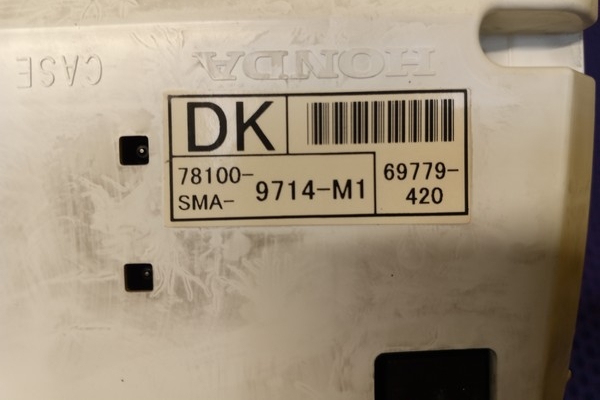 CASE
HONDA
DK
78100-
SMA-
9714-M1
69779-
420